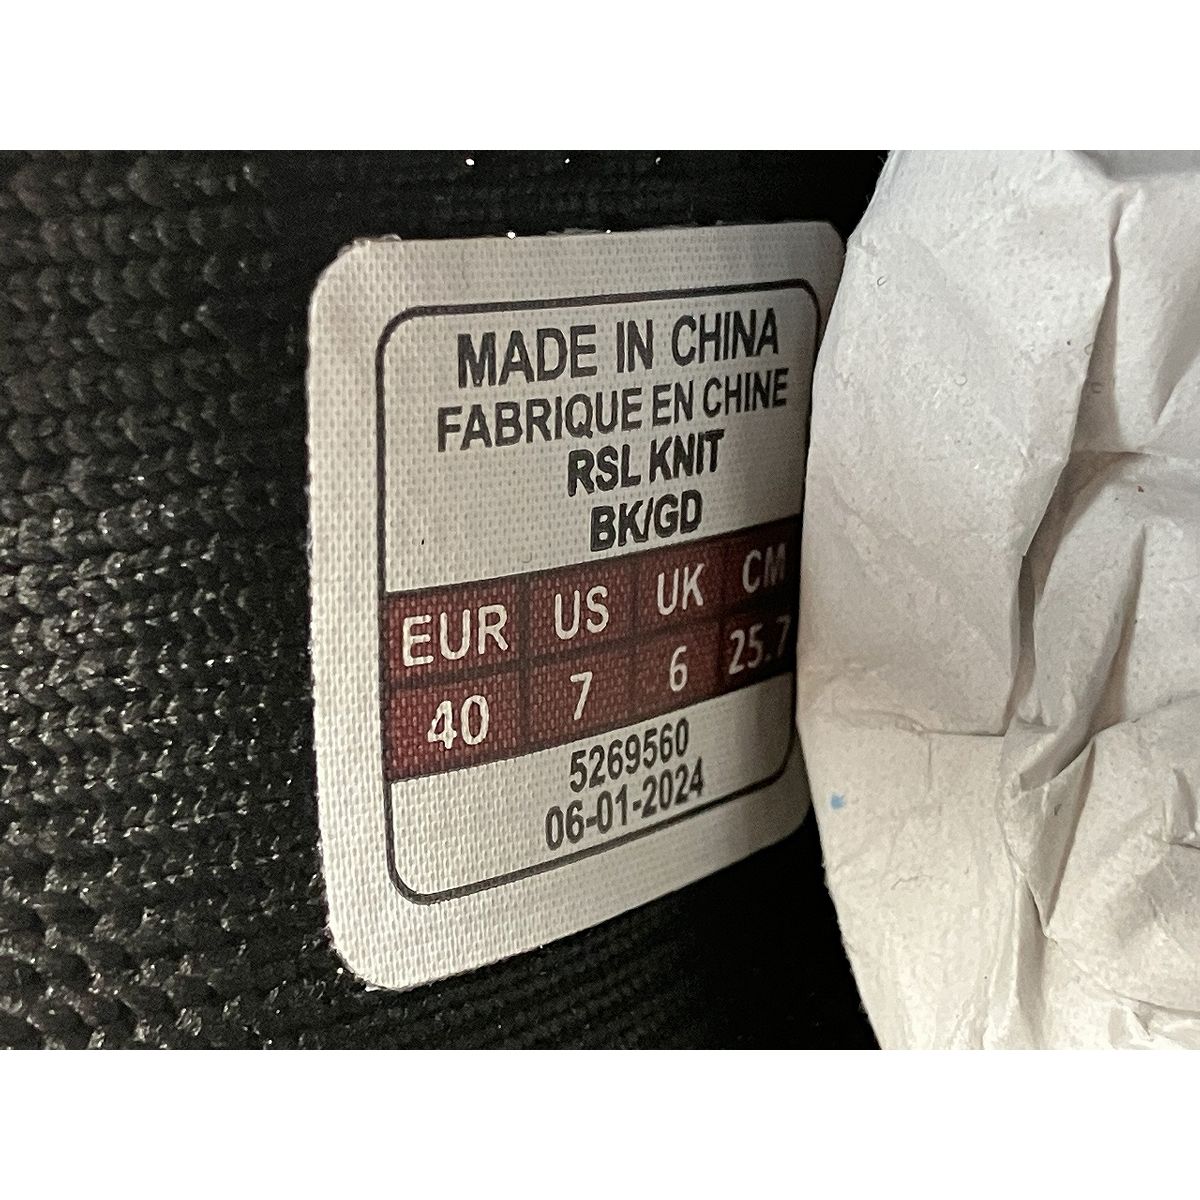 MADE IN CHINA
FABRIQUE EN CHINE
RSL KNIT
BK/GD
EUR US UK CM
40 7 6 25.7
5269560
06-01-2024